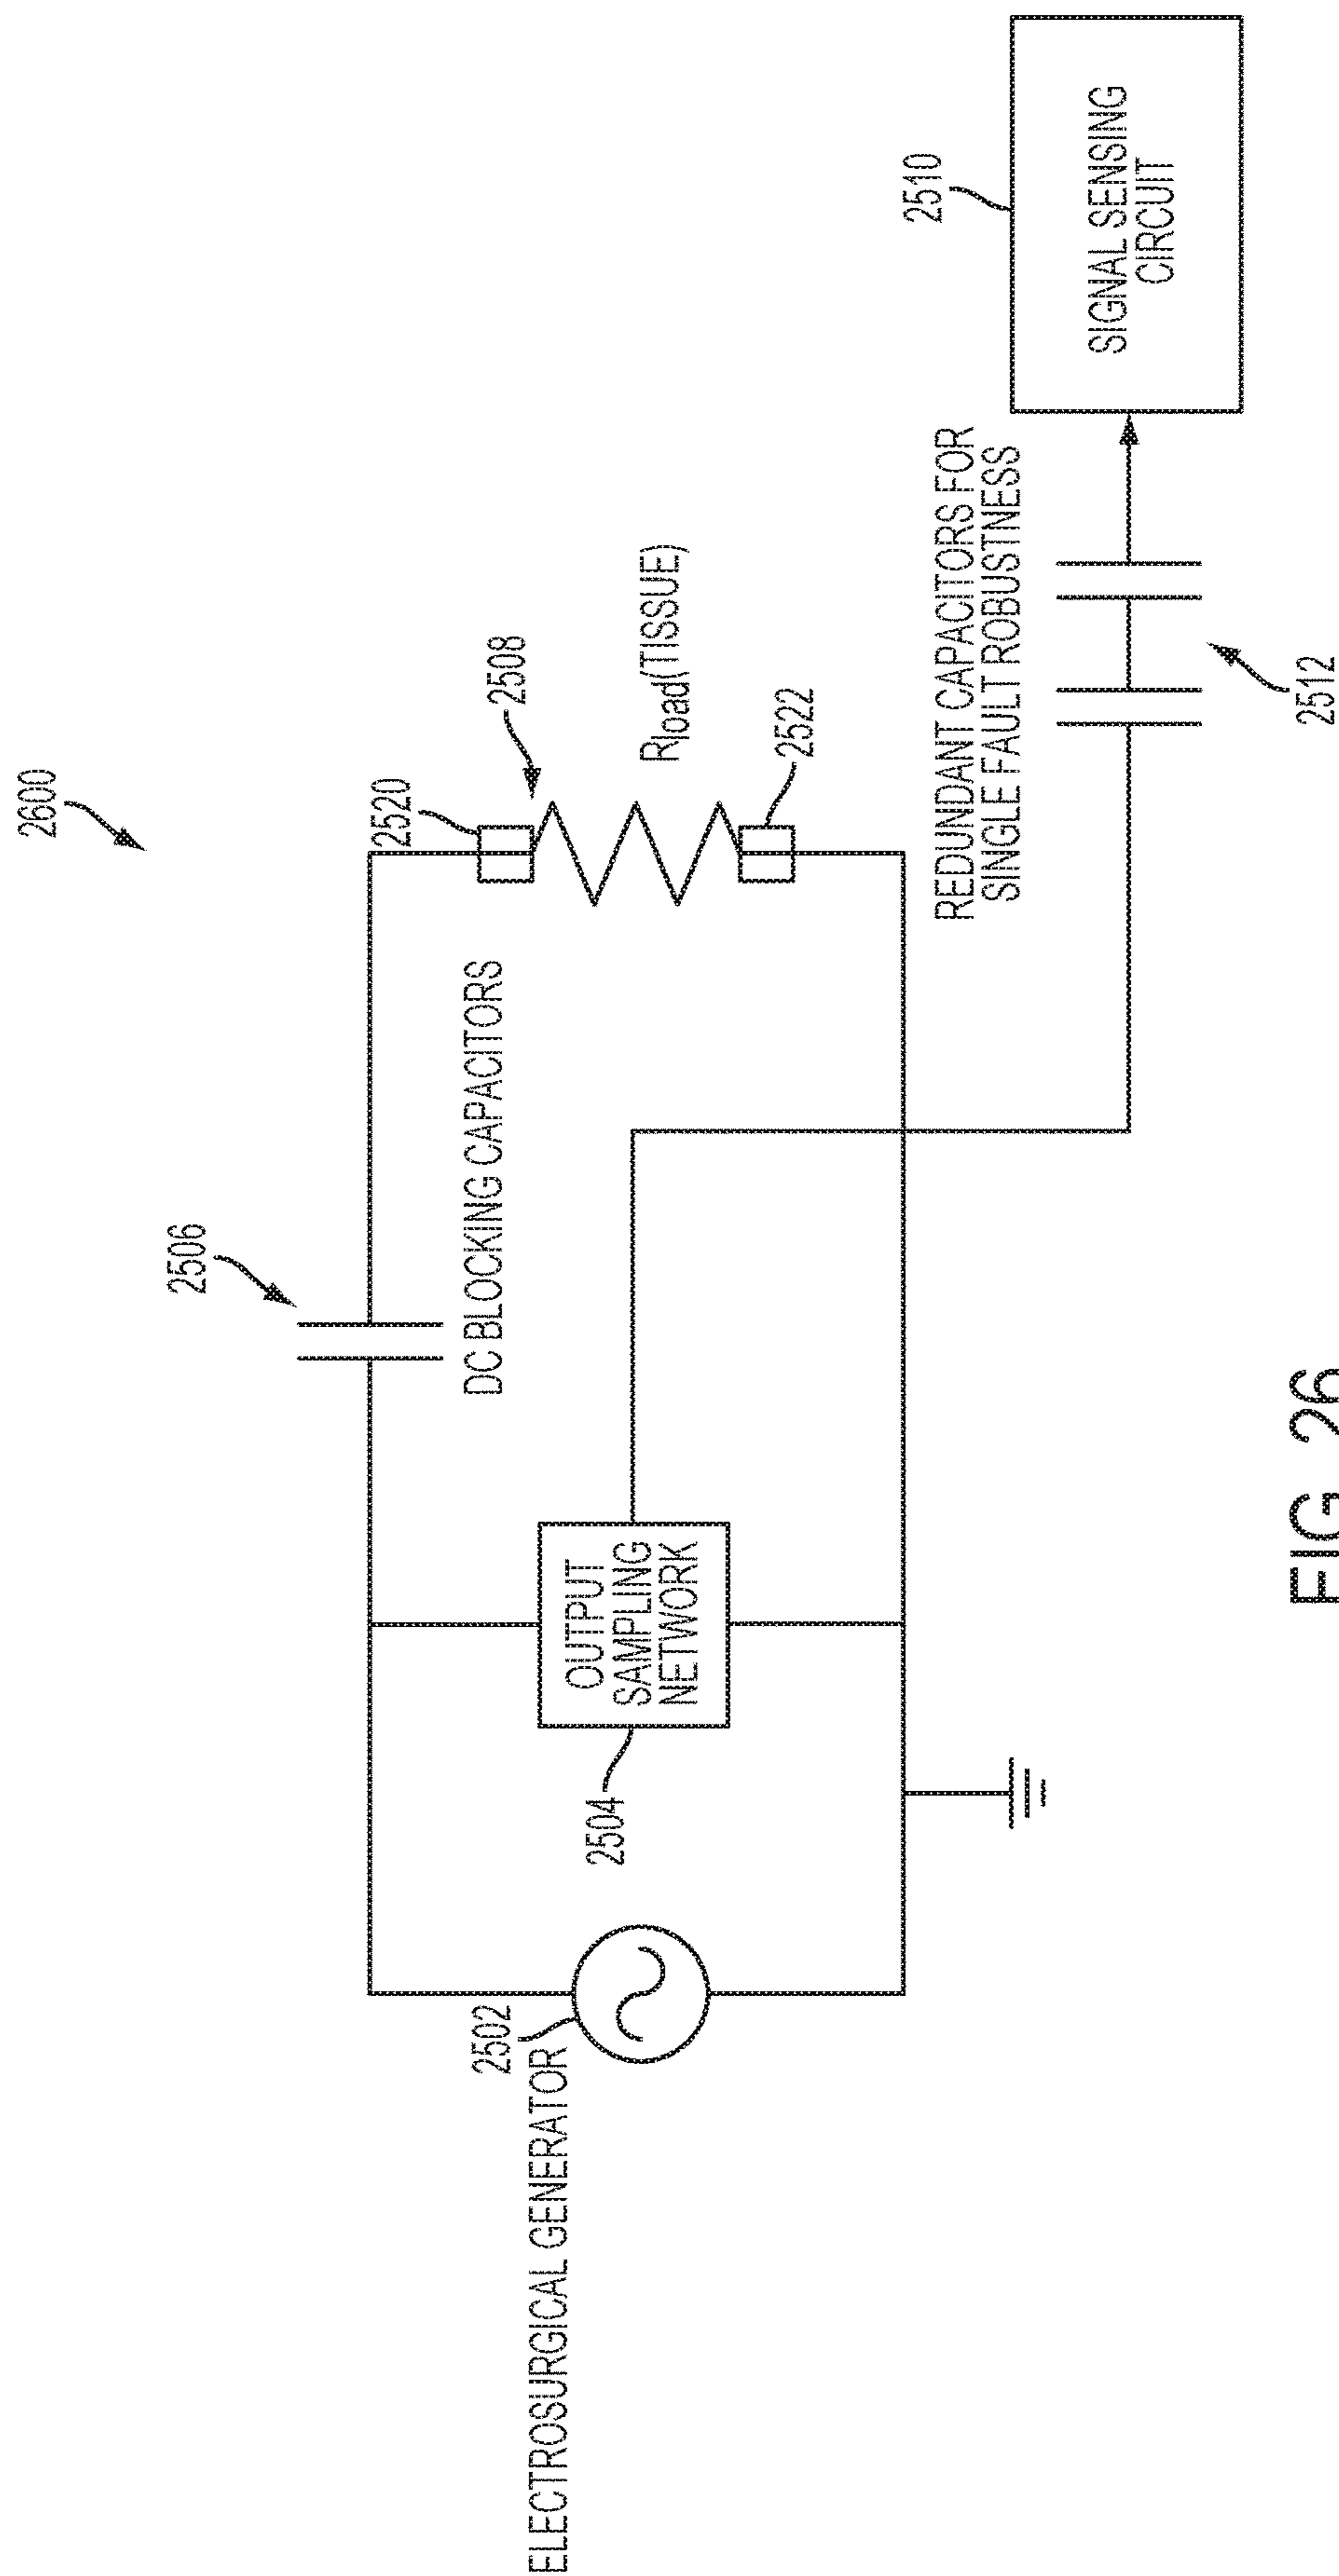 2600
2506
DC BLOCKING CAPACITORS
2520
2508
Rload(TISSUE)
2522
ELECTROSURGICAL GENERATOR
2502
2504
OUTPUT
SAMPLING
NETWORK
REDUNDANT CAPACITORS FOR
SINGLE FAULT ROBUSTNESS
2510
SIGNAL SENSING
CIRCUIT
2512
FIG. 26